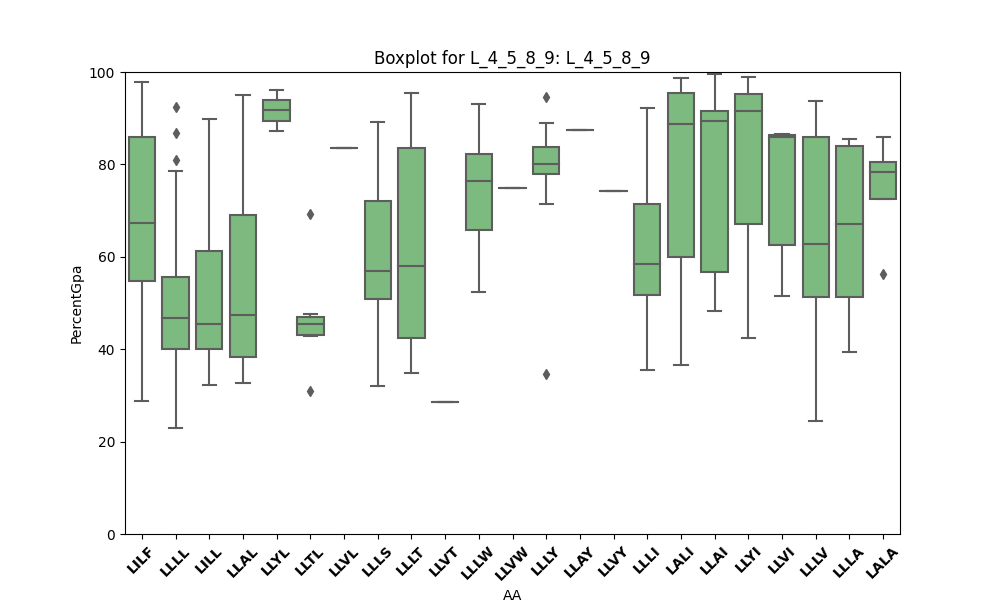 Boxplot for L_4_5_8_9: L_4_5_8_9
100
80
60
40
20
0
PercentGpa
LILF LLLL LILL LLAL LLYL LLTL LLVL LLLS LLLT LLVT LLLW LLVW LLLY LLAY LLVY LLLI LALI LLAI LLYI LLVI LLLV LLLA LALA
AA